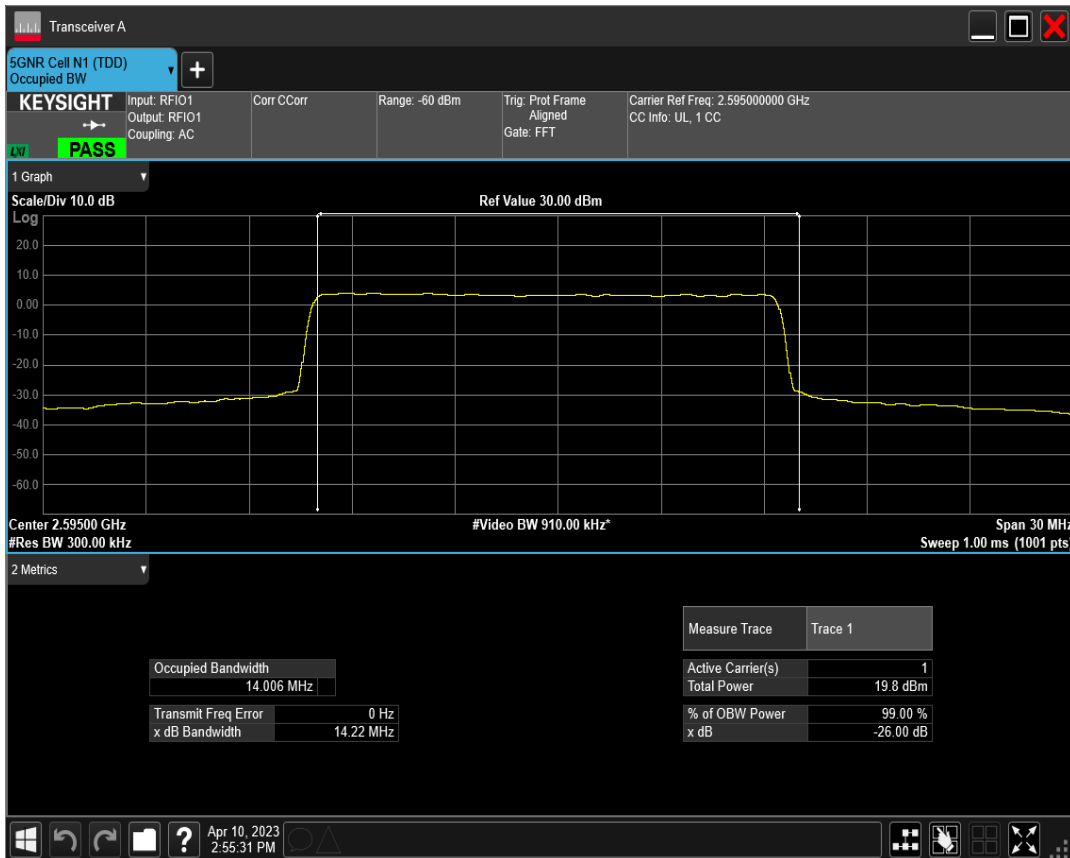 Transceiver A
5GNR Cell N1 (TDD)
Occupied BW
+
KEYSIGHT
LXI
PASS
Input: RFIO1
Output: RFIO1
Coupling: AC
Corr CCorr
Range: -60 dBm
Trig: Prot Frame
Aligned
Gate: FFT
Carrier Ref Freq: 2.595000000 GHz
CC Info: UL, 1 CC
1 Graph
Scale/Div 10.0 dB
Ref Value 30.00 dBm
Log
20.0
10.0
0.00
-10.0
-20.0
-30.0
-40.0
-50.0
-60.0
Center 2.59500 GHz
#Video BW 910.00 kHz*
Span 30 MHz
#Res BW 300.00 kHz
Sweep 1.00 ms (1001 pts)
2 Metrics
Measure Trace Trace 1
Occupied Bandwidth
14.006 MHz
Active Carrier(s) 1
Total Power 19.8 dBm
Transmit Freq Error 0 Hz
x dB Bandwidth 14.22 MHz
% of OBW Power 99.00 %
x dB -26.00 dB
?
Apr 10, 2023
2:55:31 PM